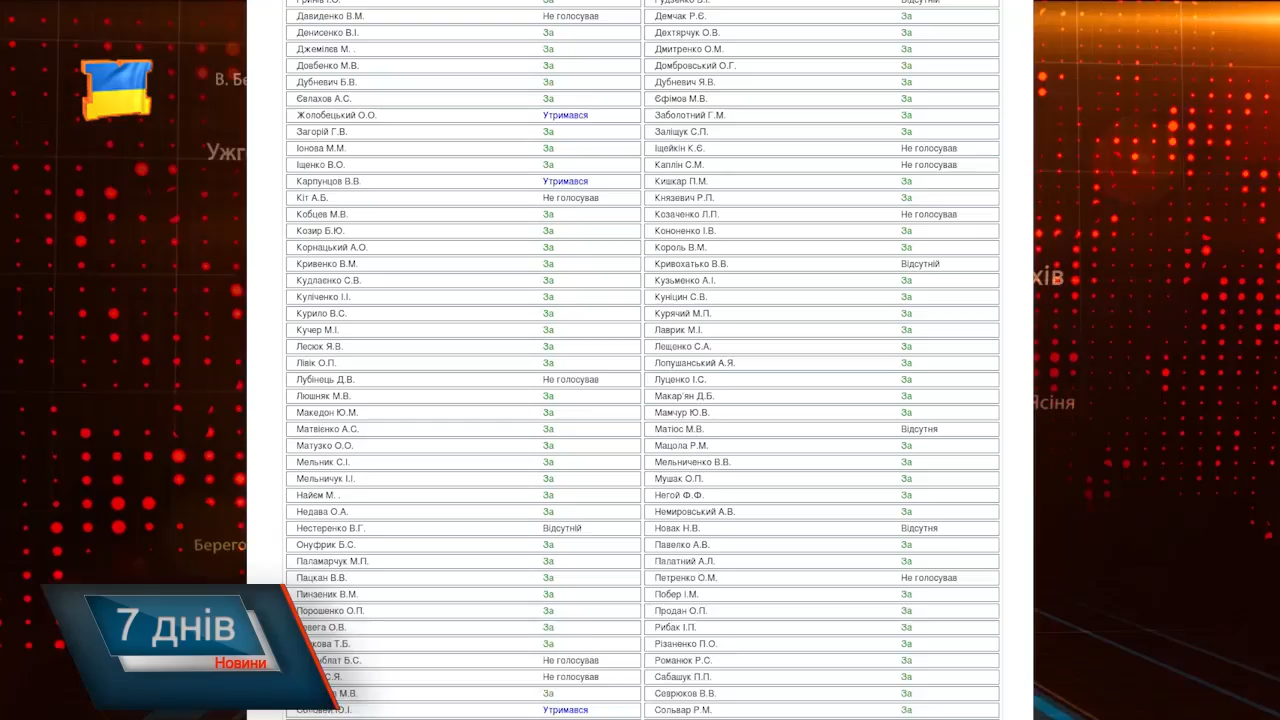 Давиденко В.М. Не голосував Демчак Р.Є. За
Денисенко В.І. За Дехтярчук О.В. За
Джемілєв М. . За Дмитренко О.М. За
Довбенко М.В. За Домбровський О.Г. За
Дубневич Б.В. За Дубневич Я.В. За
Євлахов А.С. За Єфімов М.В. За
Жолобецький О.О. Утримався Заболотний Г.М. За
Загорій Г.В. За Заліщук С.П. За
Іонова М.М. За Іщейкін К.Є. Не голосував
Іщенко В.О. За Каплін С.М. Не голосував
Карпунцов В.В. Утримався Кишкар П.М. За
Кіт А.Б. Не голосував Князевич Р.П. За
Кобцев М.В. За Козаченко Л.П. Не голосував
Козир Б.Ю. За Кононенко І.В. За
Корнацький А.О. За Король В.М. За
Кривенко В.М. За Кривохатько В.В. Відсутній
Кудлаєнко С.В. За Кузьменко А.І. За
Куліченко І.І. За Куніцин С.В. За
Курило В.С. За Курячий М.П. За
Кучер М.І. За Лаврик М.І. За
Лесюк Я.В. За Лещенко С.А. За
Лівік О.П. За Лопушанський А.Я. За
Лубінець Д.В. Не голосував Луценко І.С. За
Люшняк М.В. За Макар'ян Д.Б. За
Македон Ю.М. За Мамчур Ю.В. За
Матвієнко А.С. За Матіос М.В. Відсутня
Матузко О.О. За Мацола Р.М. За
Мельник С.І. За Мельниченко В.В. За
Мельничук І.І. За Мушак О.П. За
Найєм М. . За Негой Ф.Ф. За
Недава О.А. За Немировський А.В. За
Нестеренко В.Г. Відсутній Новак Н.В. Відсутня
Онуфрик Б.С. За Павелко А.В. За
Паламарчук М.П. За Палатний А.Л. За
Пацкан В.В. За Петренко О.М. Не голосував
Пинзеник В.М. За Побер І.М. За
Порошенко О.П. За Продан О.П. За
О.В. За Рибак І.П. За
Т.Б. За Різаненко П.О. За
Б.С. Не голосував Романюк Р.С. За
С.Я. Не голосував Сабашук П.П. За
М.В. За Севрюков В.В. За
Ю.І. Утримався Сольвар Р.М. За
7 днів
Новини